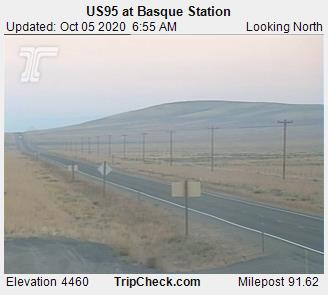 US95 at Basque Station
Updated: Oct 05 2020 6:55 AM Looking North
Elevation 4460 TripCheck.com Milepost 91.62